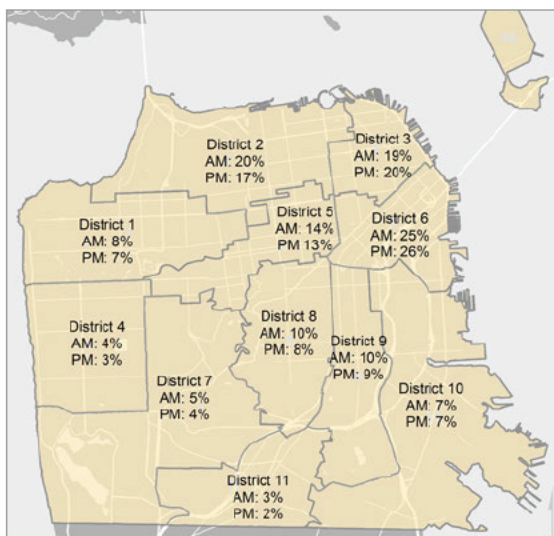 District 2
AM: 20%
PM: 17%
District 3
AM: 19%
PM: 20%
District 1
AM: 8%
PM: 7%
District 5
AM: 14%
PM 13%
District 6
AM: 25%
PM: 26%
District 4
AM: 4%
PM: 3%
District 7
AM: 5%
PM: 4%
District 8
AM: 10%
PM: 8%
District 9
AM: 10%
PM: 9%
District 10
AM: 7%
PM: 7%
District 11
AM: 3%
PM: 2%